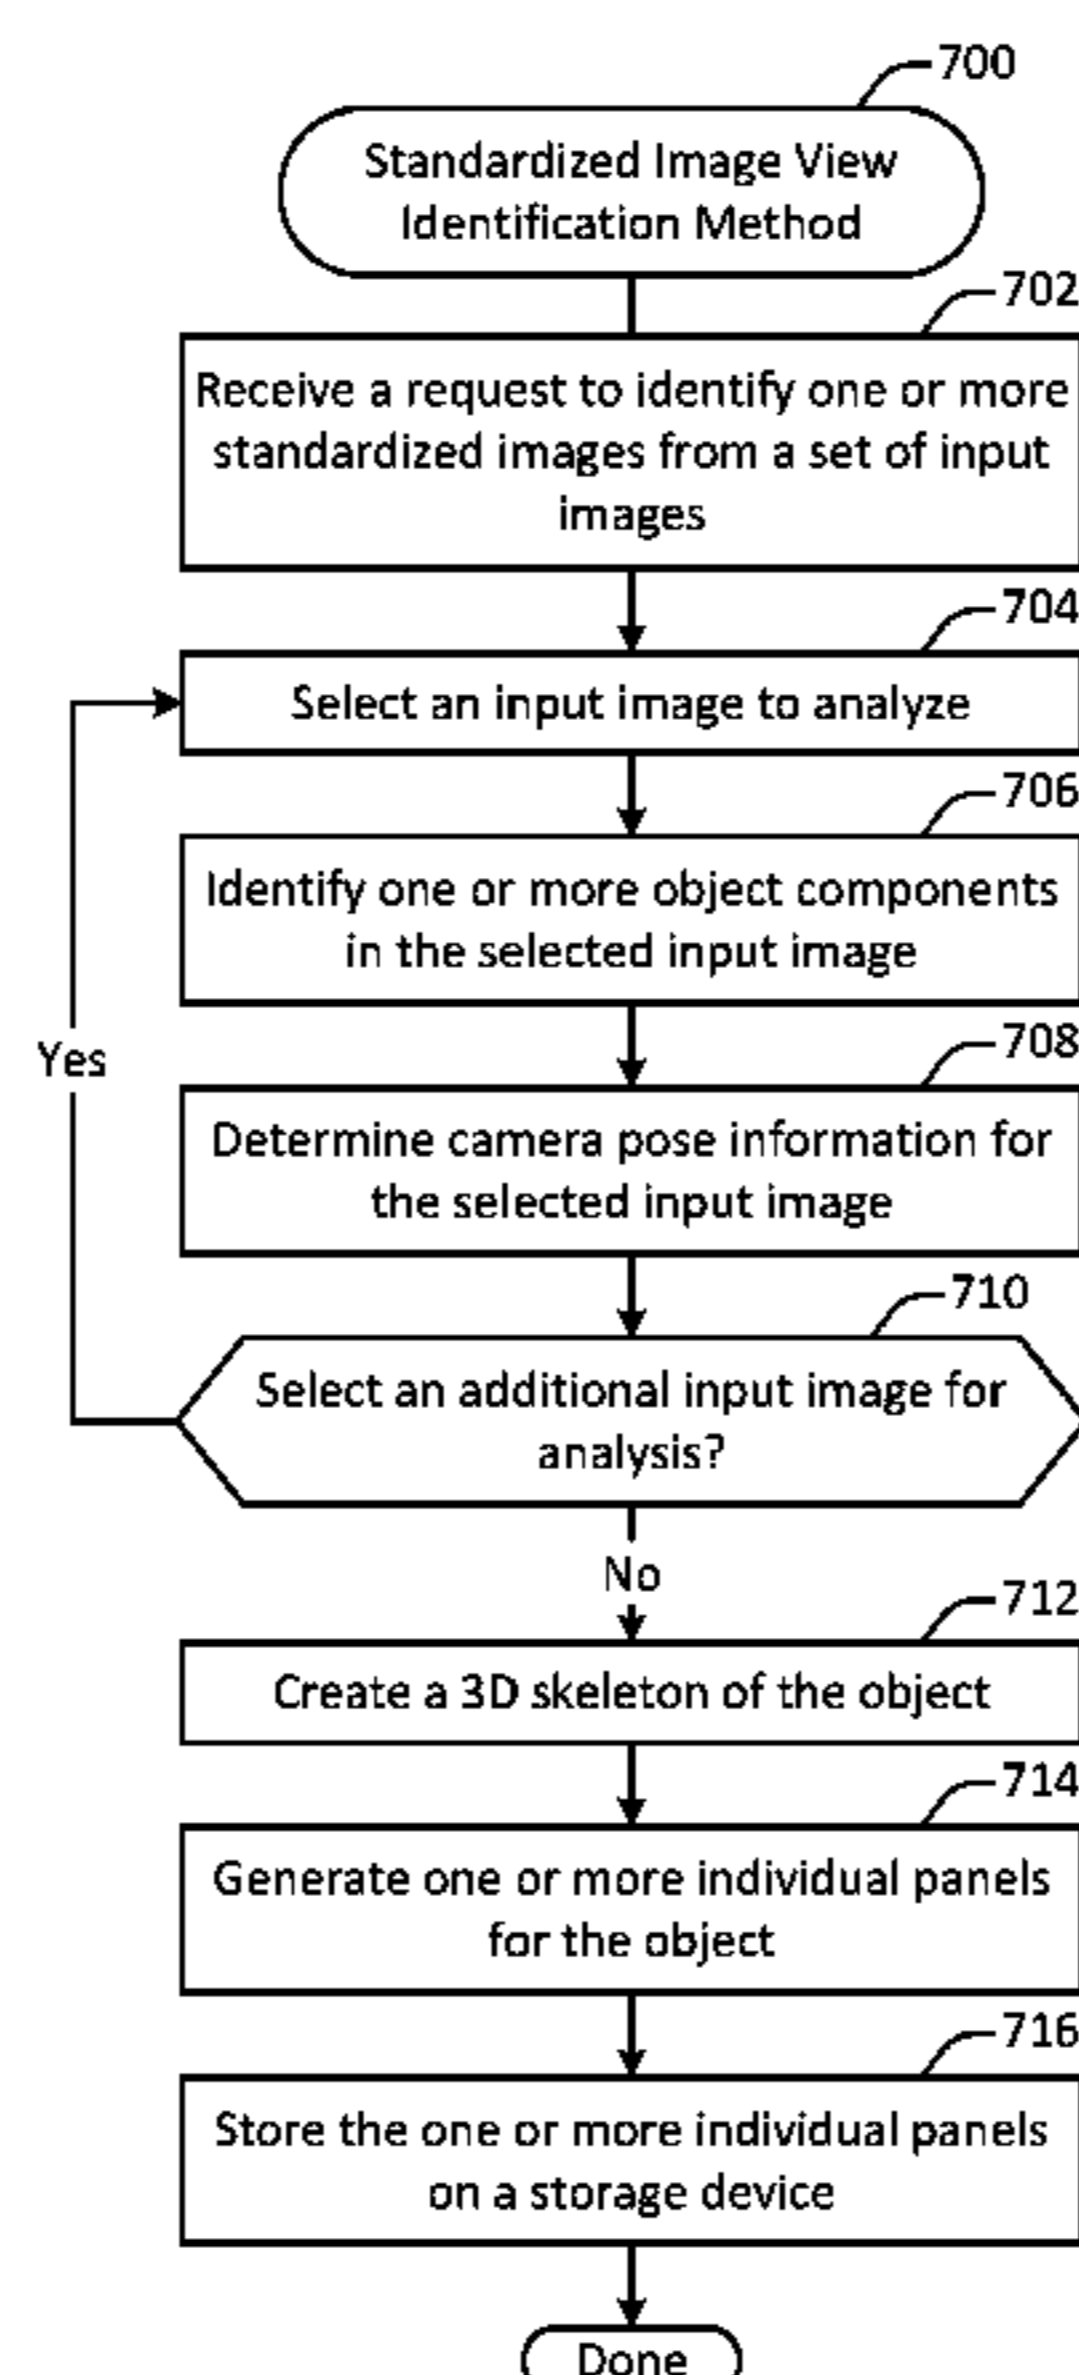 700
Standardized Image View
Identification Method
702
Receive a request to identify one or more
standardized images from a set of input
images
704
Select an input image to analyze
706
Identify one or more object components
in the selected input image
Yes
708
Determine camera pose information for
the selected input image
710
Select an additional input image for
analysis?
No
712
Create a 3D skeleton of the object
714
Generate one or more individual panels
for the object
716
Store the one or more individual panels
on a storage device
Done